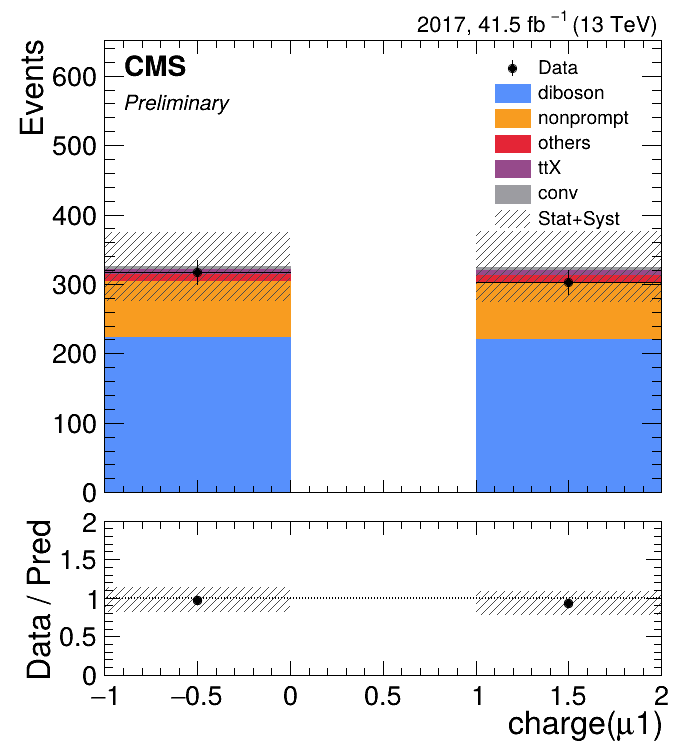 2017, 41.5 fb⁻¹ (13 TeV)
Events
600
500
400
300
200
100
0
CMS
Preliminary
Data
diboson
nonprompt
others
ttX
conv
Stat+Syst
Data / Pred
2
1.5
1
0.5
0
−1 −0.5 0 0.5 1 1.5 2
charge(μ1)